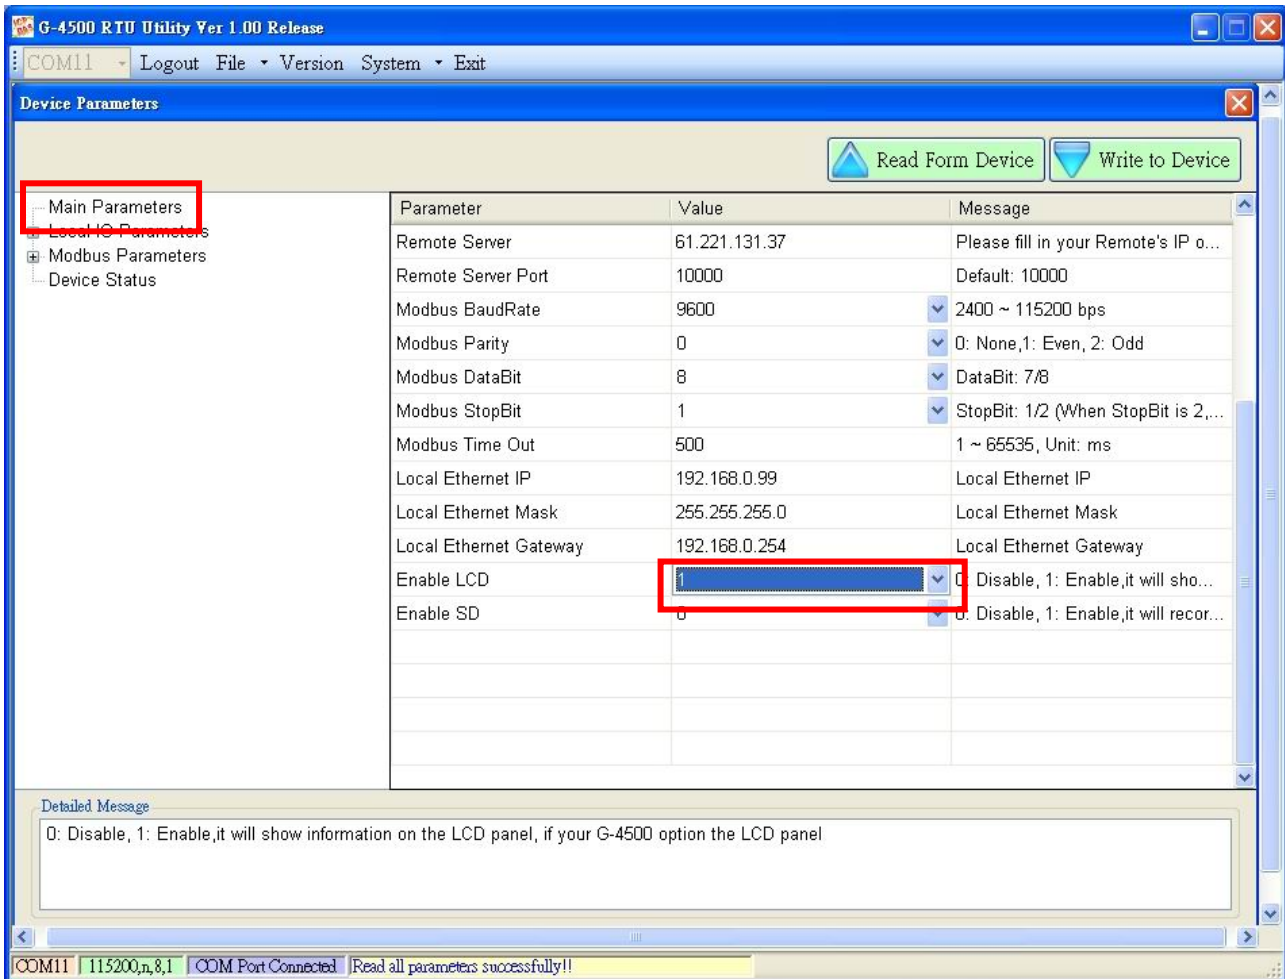 G-4500 RTU Utility Ver 1.00 Release
COM11 Logout File Version System Exit
Device Parameters
Read Form Device Write to Device
Main Parameters
Local IO Parameters
Modbus Parameters
Device Status
Parameter Value Message
Remote Server 61.221.131.37 Please fill in your Remote's IP o...
Remote Server Port 10000 Default: 10000
Modbus BaudRate 9600 2400 ~ 115200 bps
Modbus Parity 0 0: None,1: Even, 2: Odd
Modbus DataBit 8 DataBit: 7/8
Modbus StopBit 1 StopBit: 1/2 (When StopBit is 2,...
Modbus Time Out 500 1 ~ 65535, Unit: ms
Local Ethernet IP 192.168.0.99 Local Ethernet IP
Local Ethernet Mask 255.255.255.0 Local Ethernet Mask
Local Ethernet Gateway 192.168.0.254 Local Ethernet Gateway
Enable LCD 1 0: Disable, 1: Enable,it will sho...
Enable SD 0 0: Disable, 1: Enable,it will recor...
Detailed Message
0: Disable, 1: Enable,it will show information on the LCD panel, if your G-4500 option the LCD panel
COM11 115200,n,8,1 COM Port Connected Read all parameters successfully!!